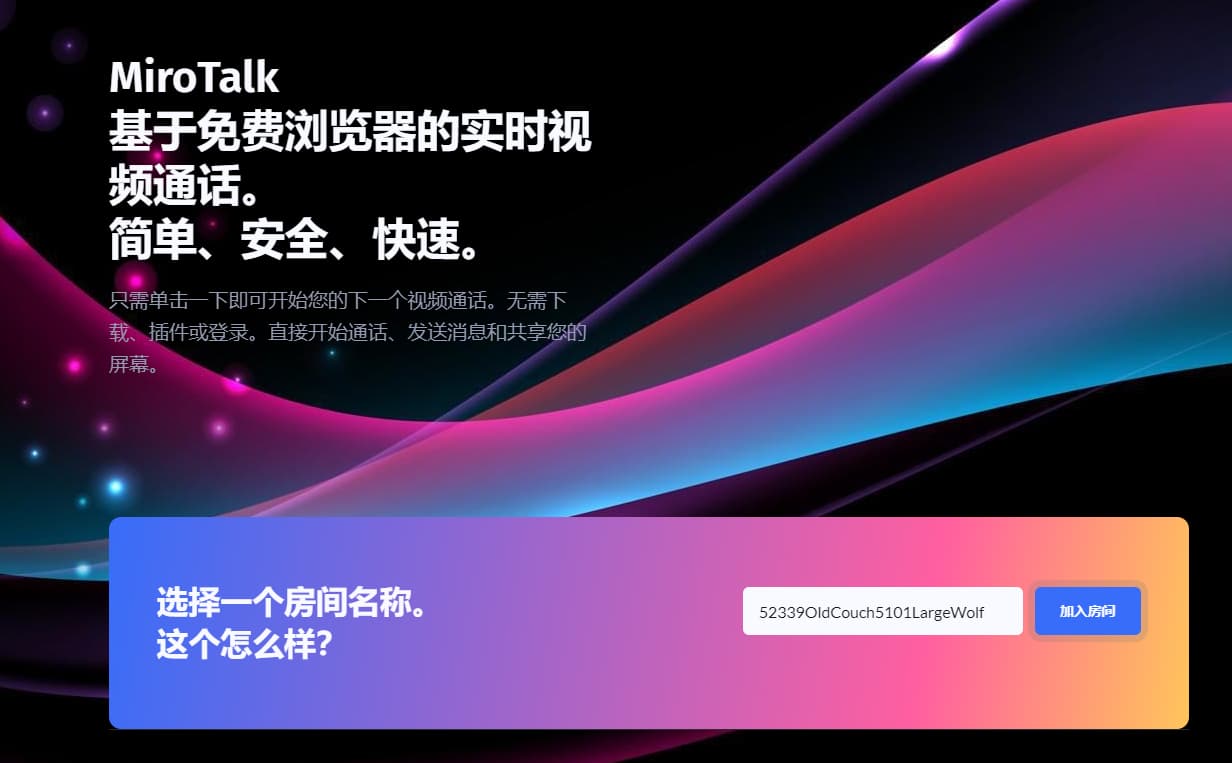 MiroTalk
基于免费浏览器的实时视
频通话。
简单、安全、快速。
只需单击一下即可开始您的下一个视频通话。无需下
载、插件或登录。直接开始通话、发送消息和共享您的
屏幕。
选择一个房间名称。
这个怎么样?
52339OldCouch5101LargeWolf
加入房间